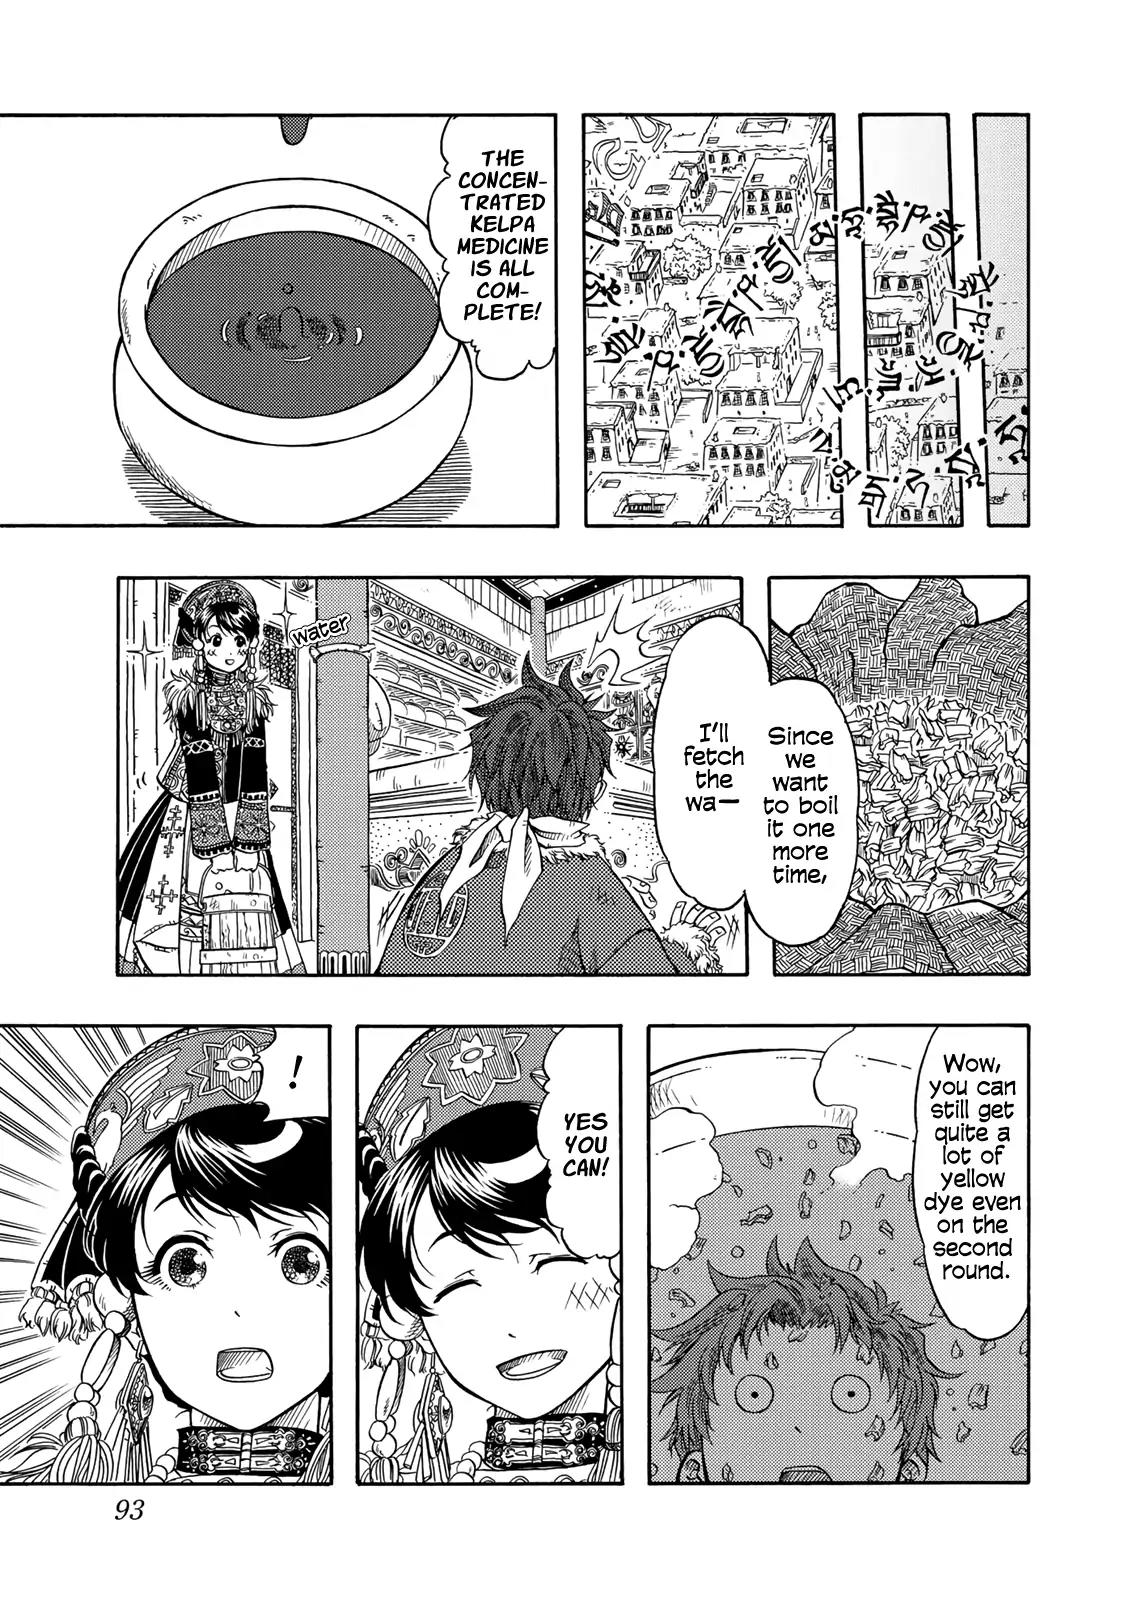 THE
CONCEN-
TRATED
KELPA
MEDICINE
IS ALL
COM-
PLETE!
Since
we
want
to boil
it one
more
time,
I'll
fetch
the
wa—
water
Wow,
you can
still get
quite a
lot of
yellow
dye even
on the
second
round.
YES
YOU
CAN!
!
93